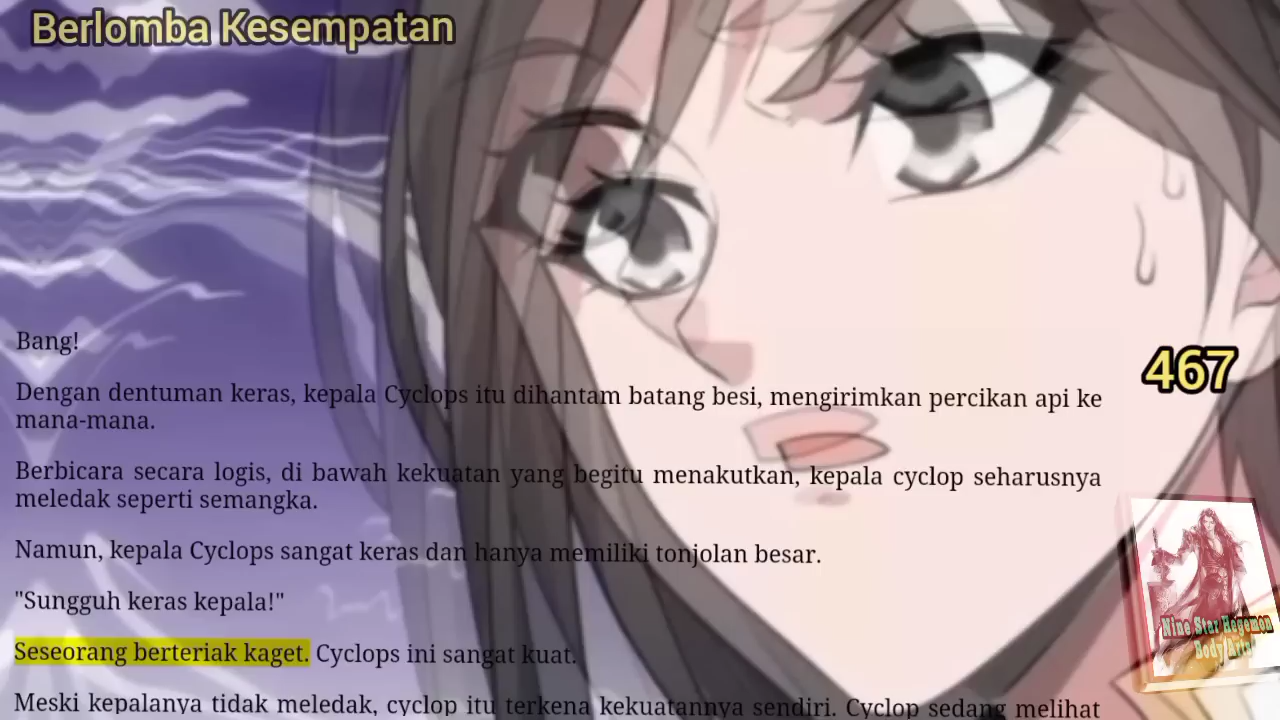 Berlomba Kesempatan
Bang!
467
Dengan dentuman keras, kepala Cyclops itu dihantam batang besi, mengirimkan percikan api ke
mana-mana.
Berbicara secara logis, di bawah kekuatan yang begitu menakutkan, kepala cyclop seharusnya
meledak seperti semangka.
Namun, kepala Cyclops sangat keras dan hanya memiliki tonjolan besar.
"Sungguh keras kepala!"
Seseorang berteriak kaget. Cyclops ini sangat kuat.
Nine Star Hegemon
Body Arts
Meski kepalanya tidak meledak, cyclop itu terkena kekuatannya sendiri. Cyclop sedang melihat